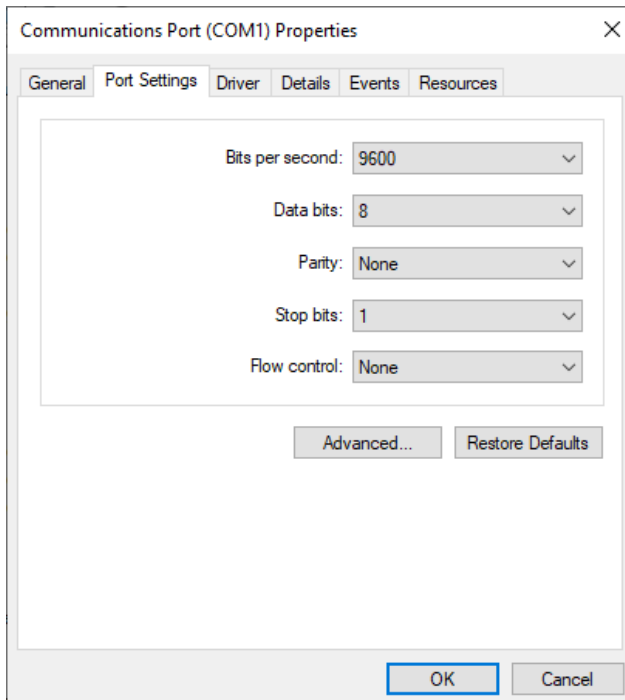 Communications Port (COM1) Properties
General Port Settings Driver Details Events Resources
Bits per second: 9600
Data bits: 8
Parity: None
Stop bits: 1
Flow control: None
Advanced... Restore Defaults
OK Cancel